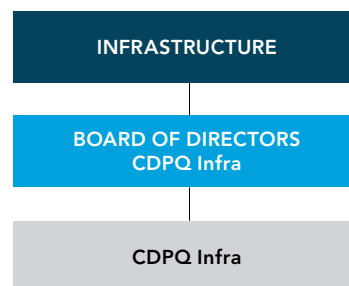 INFRASTRUCTURE
BOARD OF DIRECTORS
CDPQ Infra
CDPQ Infra